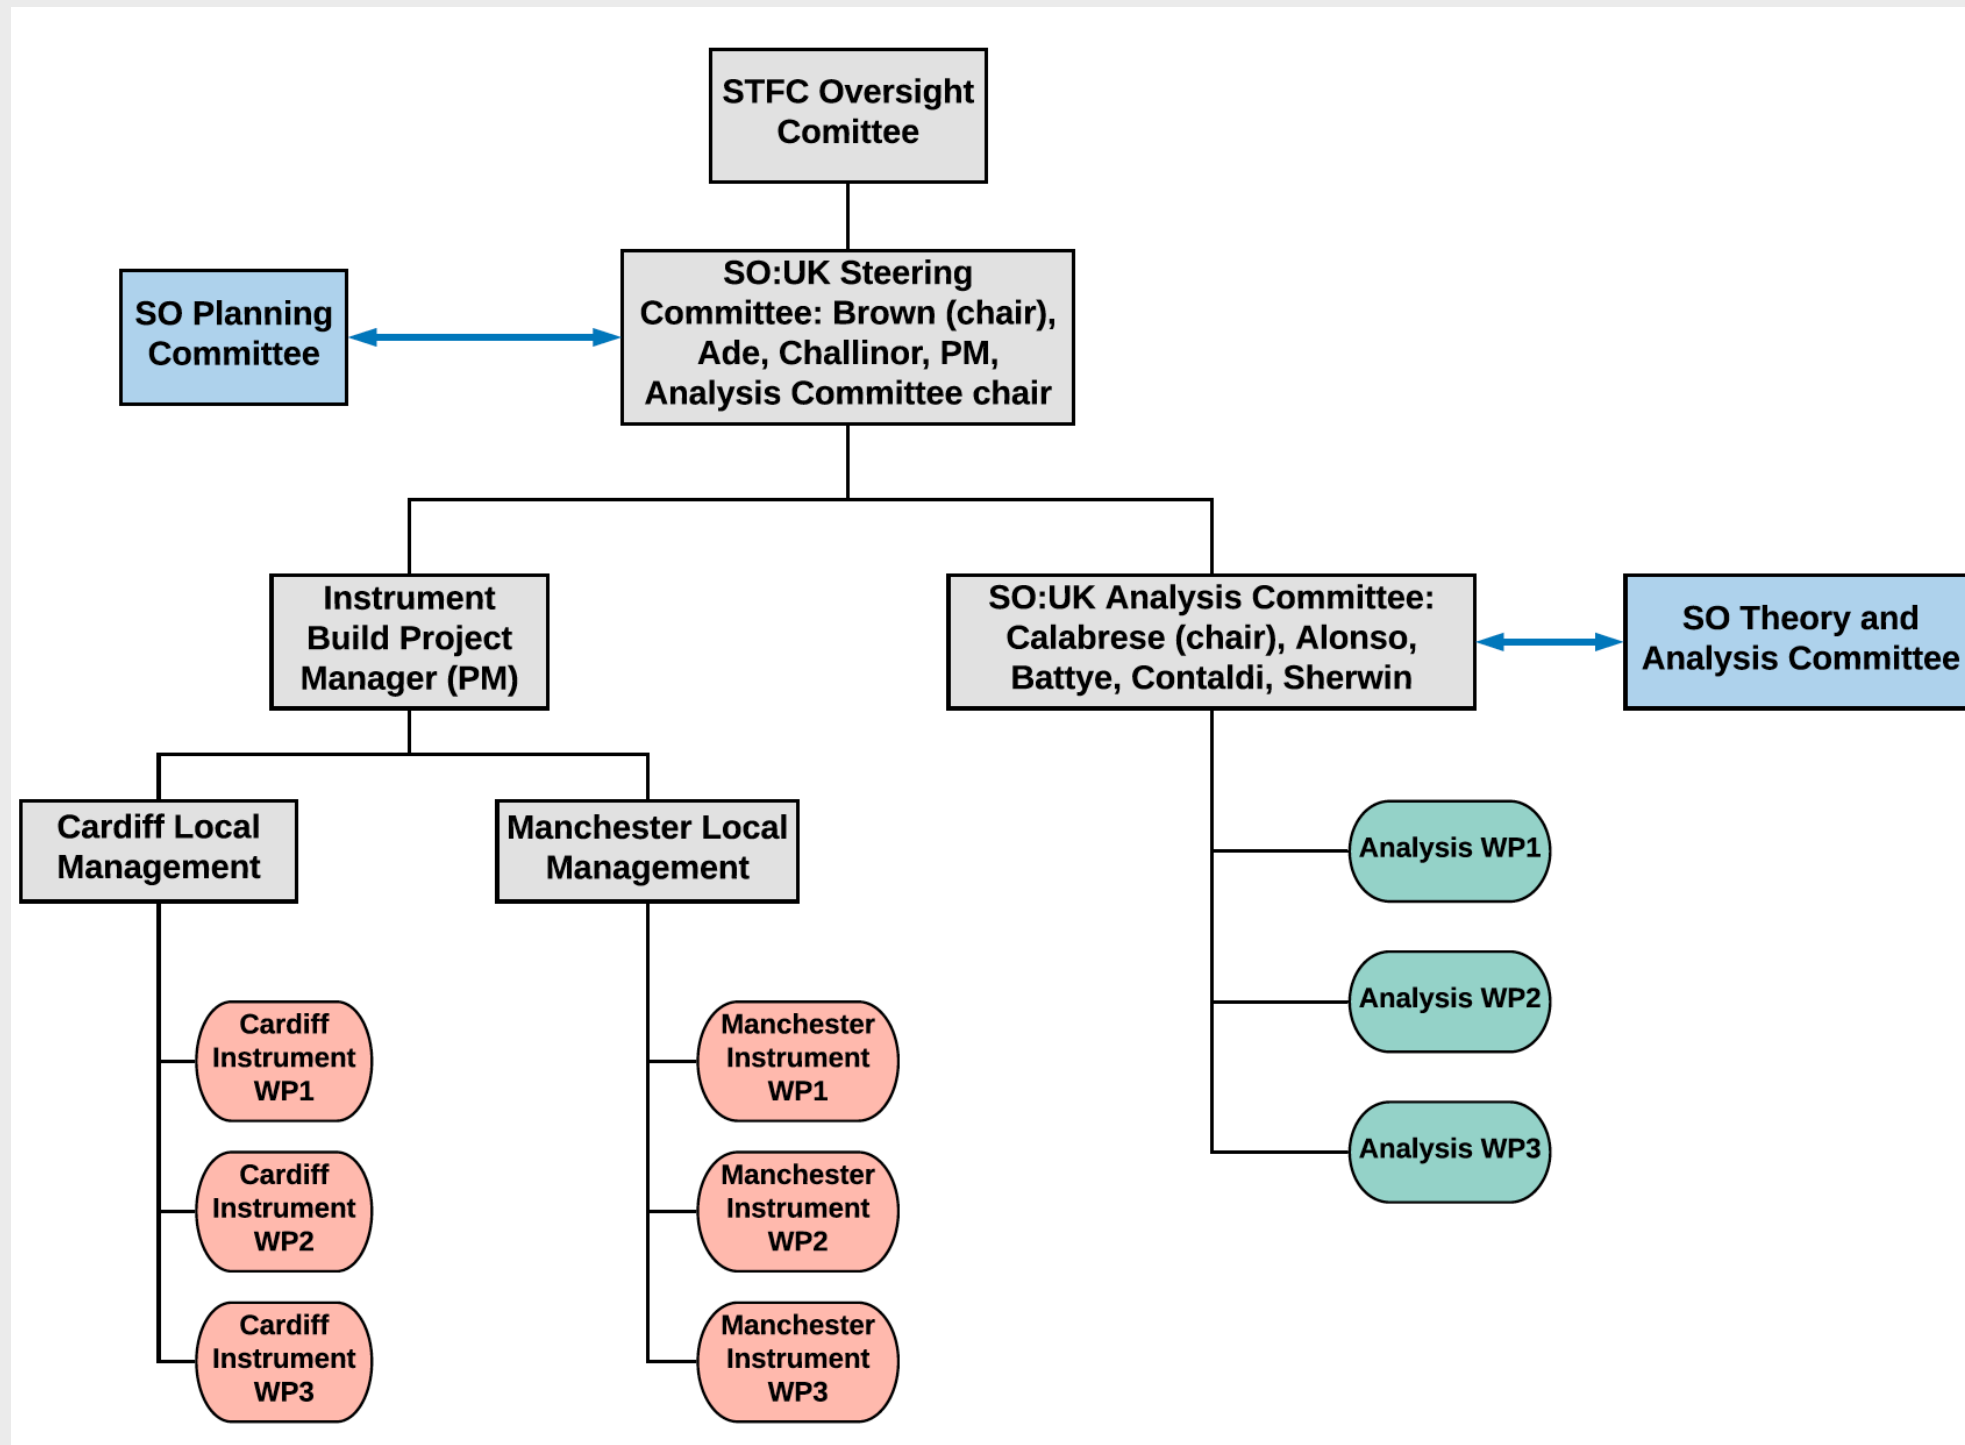 STFC Oversight
Comittee
SO:UK Steering
Committee: Brown (chair),
Ade, Challinor, PM,
Analysis Committee chair
SO Planning
Committee
Instrument
Build Project
Manager (PM)
SO:UK Analysis Committee:
Calabrese (chair), Alonso,
Battye, Contaldi, Sherwin
SO Theory and
Analysis Committee
Cardiff Local
Management
Manchester Local
Management
Cardiff
Instrument
WP1
Cardiff
Instrument
WP2
Cardiff
Instrument
WP3
Manchester
Instrument
WP1
Manchester
Instrument
WP2
Manchester
Instrument
WP3
Analysis WP1
Analysis WP2
Analysis WP3